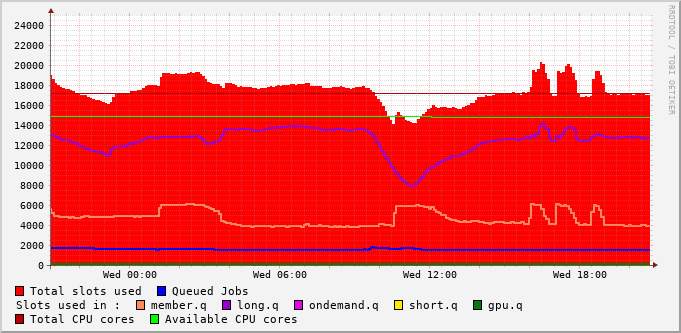 RRDTOOL / TOBI OETIKER
24000
22000
20000
18000
16000
14000
12000
10000
8000
6000
4000
2000
0
Wed 00:00 Wed 06:00 Wed 12:00 Wed 18:00
Total slots used Queued Jobs
Slots used in : member.q long.q ondemand.q short.q gpu.q
Total CPU cores Available CPU cores